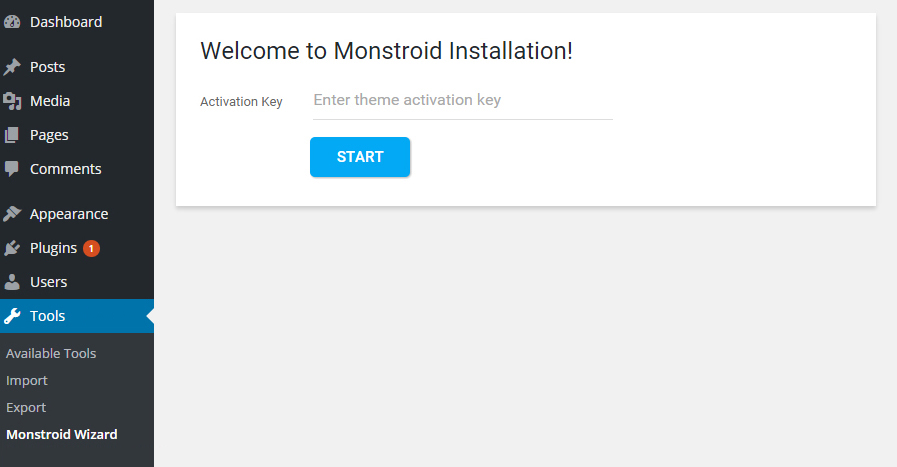 Dashboard
Posts
Media
Pages
Comments
Appearance
Plugins 1
Users
Tools
Available Tools
Import
Export
Monstroid Wizard
Welcome to Monstroid Installation!
Activation Key Enter theme activation key
START